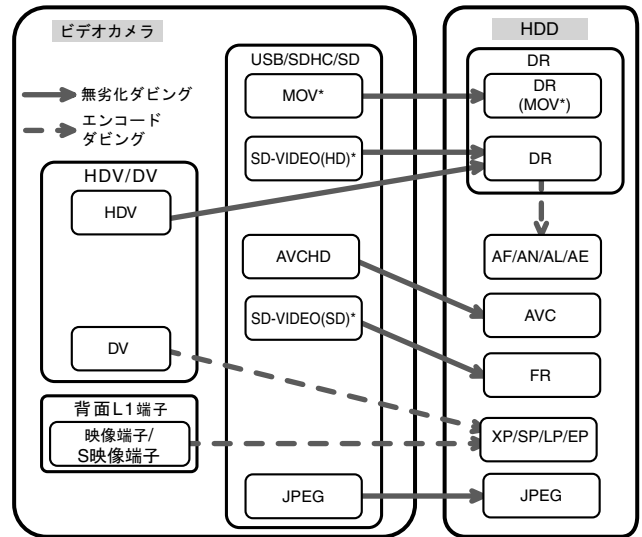 ビデオカメラ
無劣化ダビング
エンコード
ダビング
HDV/DV
HDV
DV
背面L1端子
映像端子/
S映像端子
USB/SDHC/SD
MOV*
SD-VIDEO(HD)*
AVCHD
SD-VIDEO(SD)*
JPEG
HDD
DR
DR
(MOV*)
DR
AF/AN/AL/AE
AVC
FR
XP/SP/LP/EP
JPEG